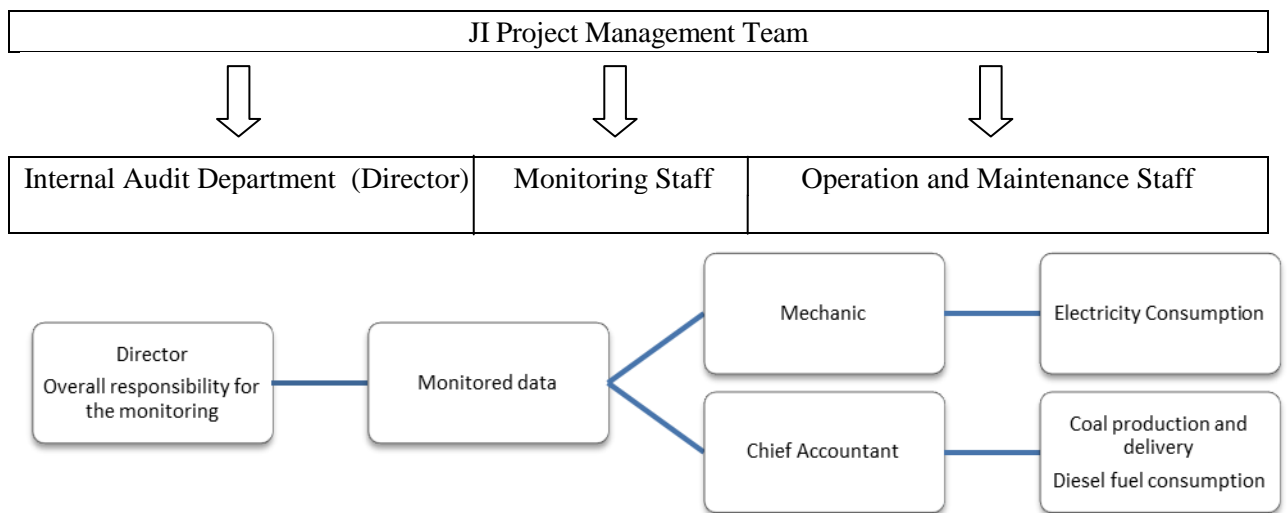 JI Project Management Team
Internal Audit Department (Director)
Monitoring Staff
Operation and Maintenance Staff
Director
Overall responsibility for
the monitoring
Monitored data
Mechanic
Electricity Consumption
Chief Accountant
Coal production and
delivery
Diesel fuel consumption